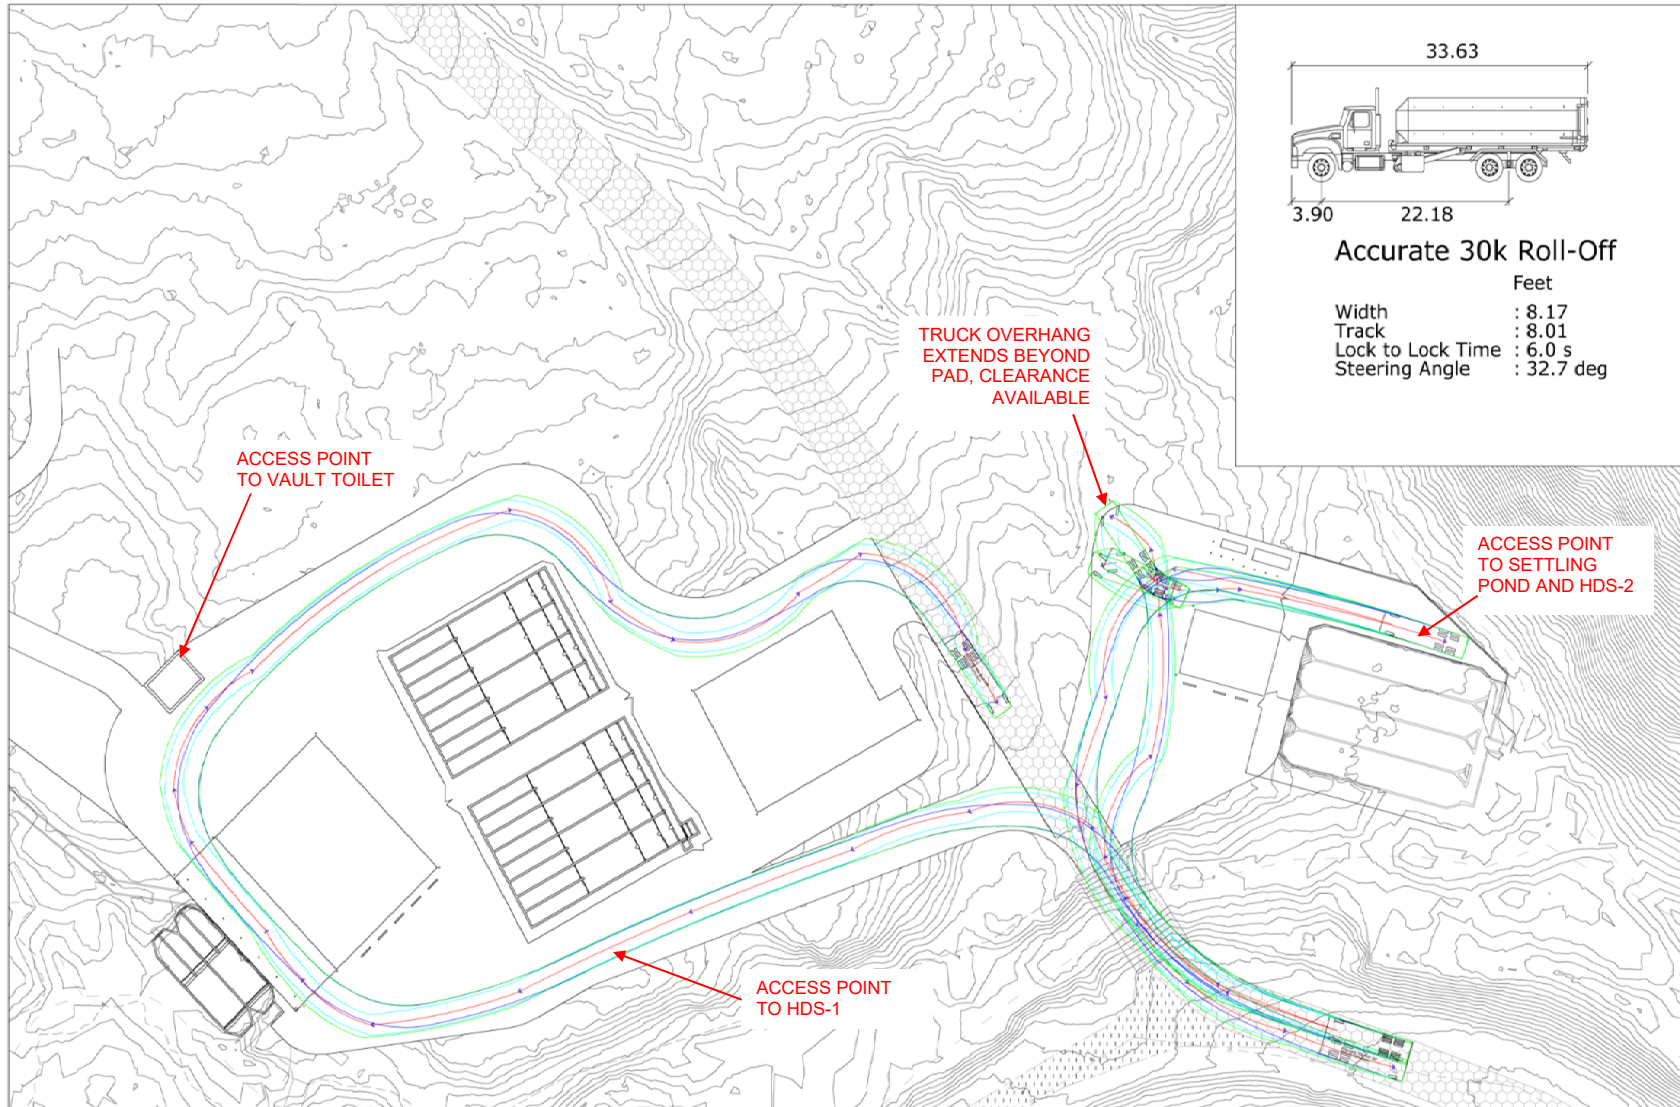 33.63
3.90 22.18
Accurate 30k Roll-Off
Feet
Width : 8.17
Track : 8.01
Lock to Lock Time : 6.0 s
Steering Angle : 32.7 deg
TRUCK OVERHANG
EXTENDS BEYOND
PAD, CLEARANCE
AVAILABLE
ACCESS POINT
TO VAULT TOILET
ACCESS POINT
TO SETTLING
POND AND HDS-2
ACCESS POINT
TO HDS-1